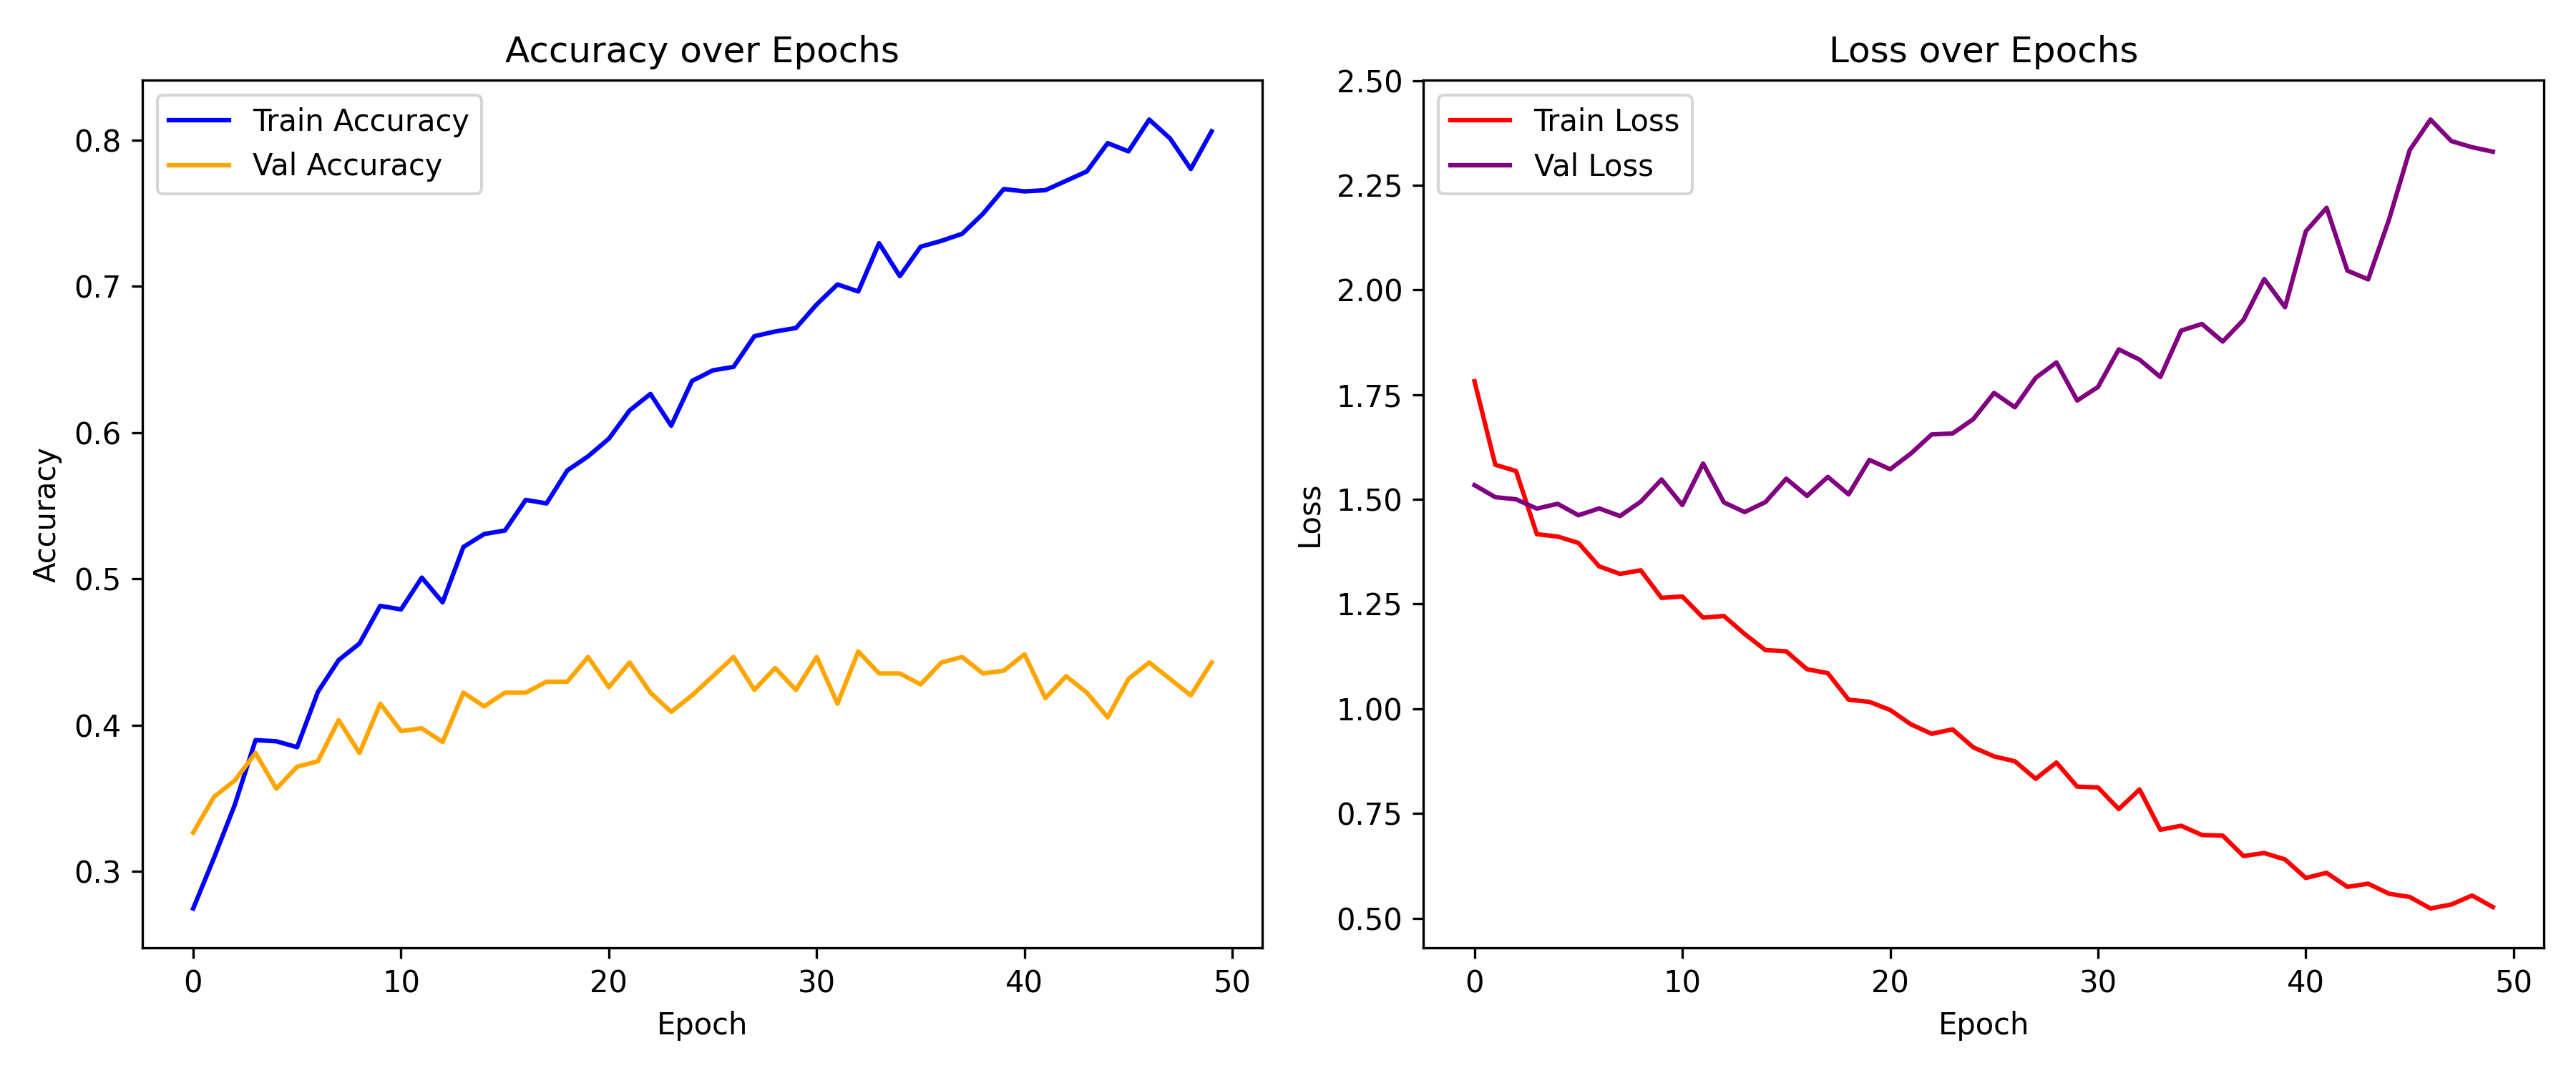 Accuracy over Epochs
Train Accuracy
Val Accuracy
0.8
0.7
0.6
0.5
0.4
0.3
Accuracy
0 10 20 30 40 50
Epoch
Loss over Epochs
Train Loss
Val Loss
2.50
2.25
2.00
1.75
1.50
1.25
1.00
0.75
0.50
Loss
0 10 20 30 40 50
Epoch